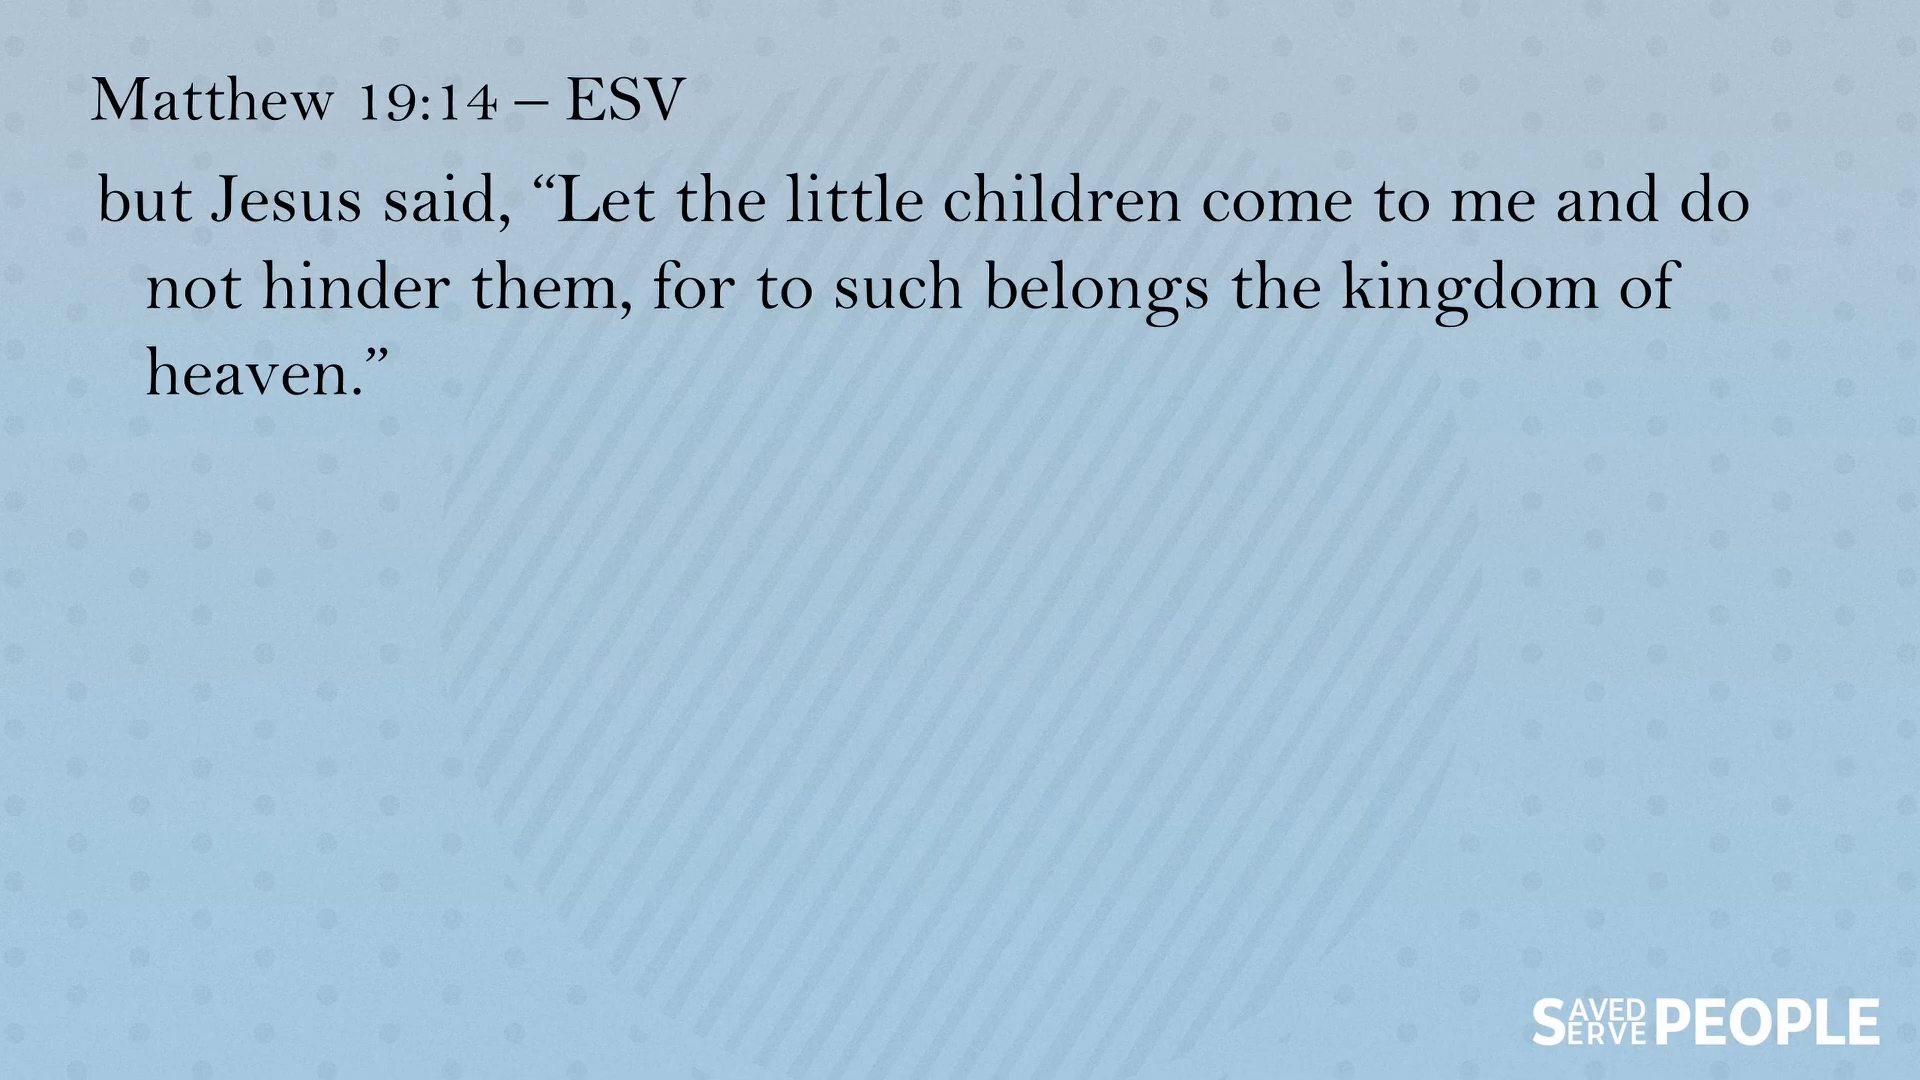 Matthew 19:14 – ESV
but Jesus said, “Let the little children come to me and do
not hinder them, for to such belongs the kingdom of
heaven.”
SAVED
SERVE PEOPLE